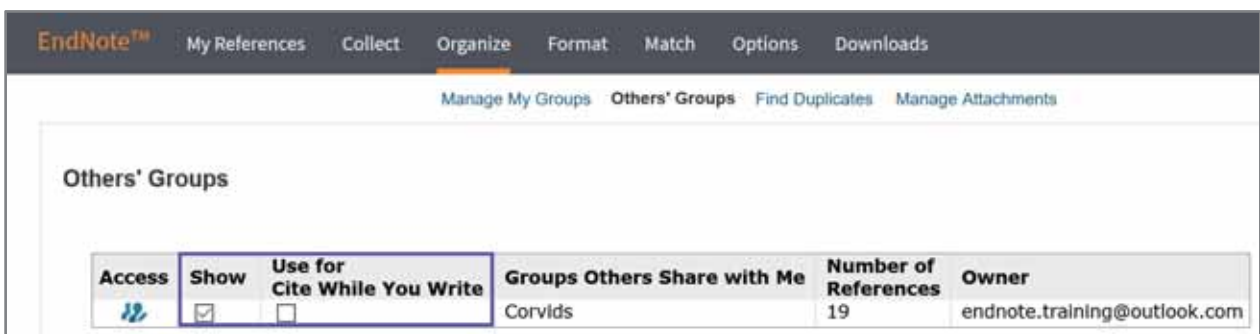 EndNote™ My References Collect Organize Format Match Options Downloads
Manage My Groups Others' Groups Find Duplicates Manage Attachments
Others' Groups
Access Show Use for Cite While You Write Groups Others Share with Me Number of References Owner
Corvids 19 endnote.training@outlook.com